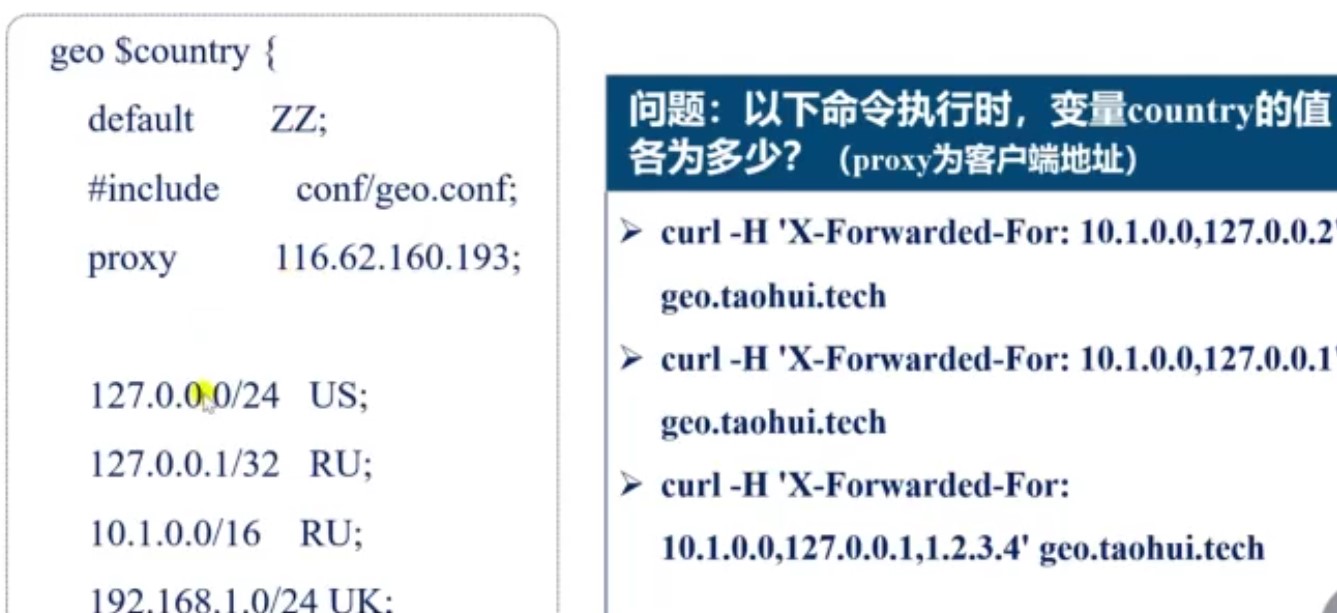 geo $country {
default ZZ;
#include conf/geo.conf;
proxy 116.62.160.193;
127.0.0.0/24 US;
127.0.0.1/32 RU;
10.1.0.0/16 RU;
192.168.1.0/24 UK;
问题：以下命令执行时，变量country的值
各为多少？（proxy为客户端地址）
➢ curl -H 'X-Forwarded-For: 10.1.0.0,127.0.0.2'
geo.taohui.tech
➢ curl -H 'X-Forwarded-For: 10.1.0.0,127.0.0.1'
geo.taohui.tech
➢ curl -H 'X-Forwarded-For:
10.1.0.0,127.0.0.1,1.2.3.4' geo.taohui.tech